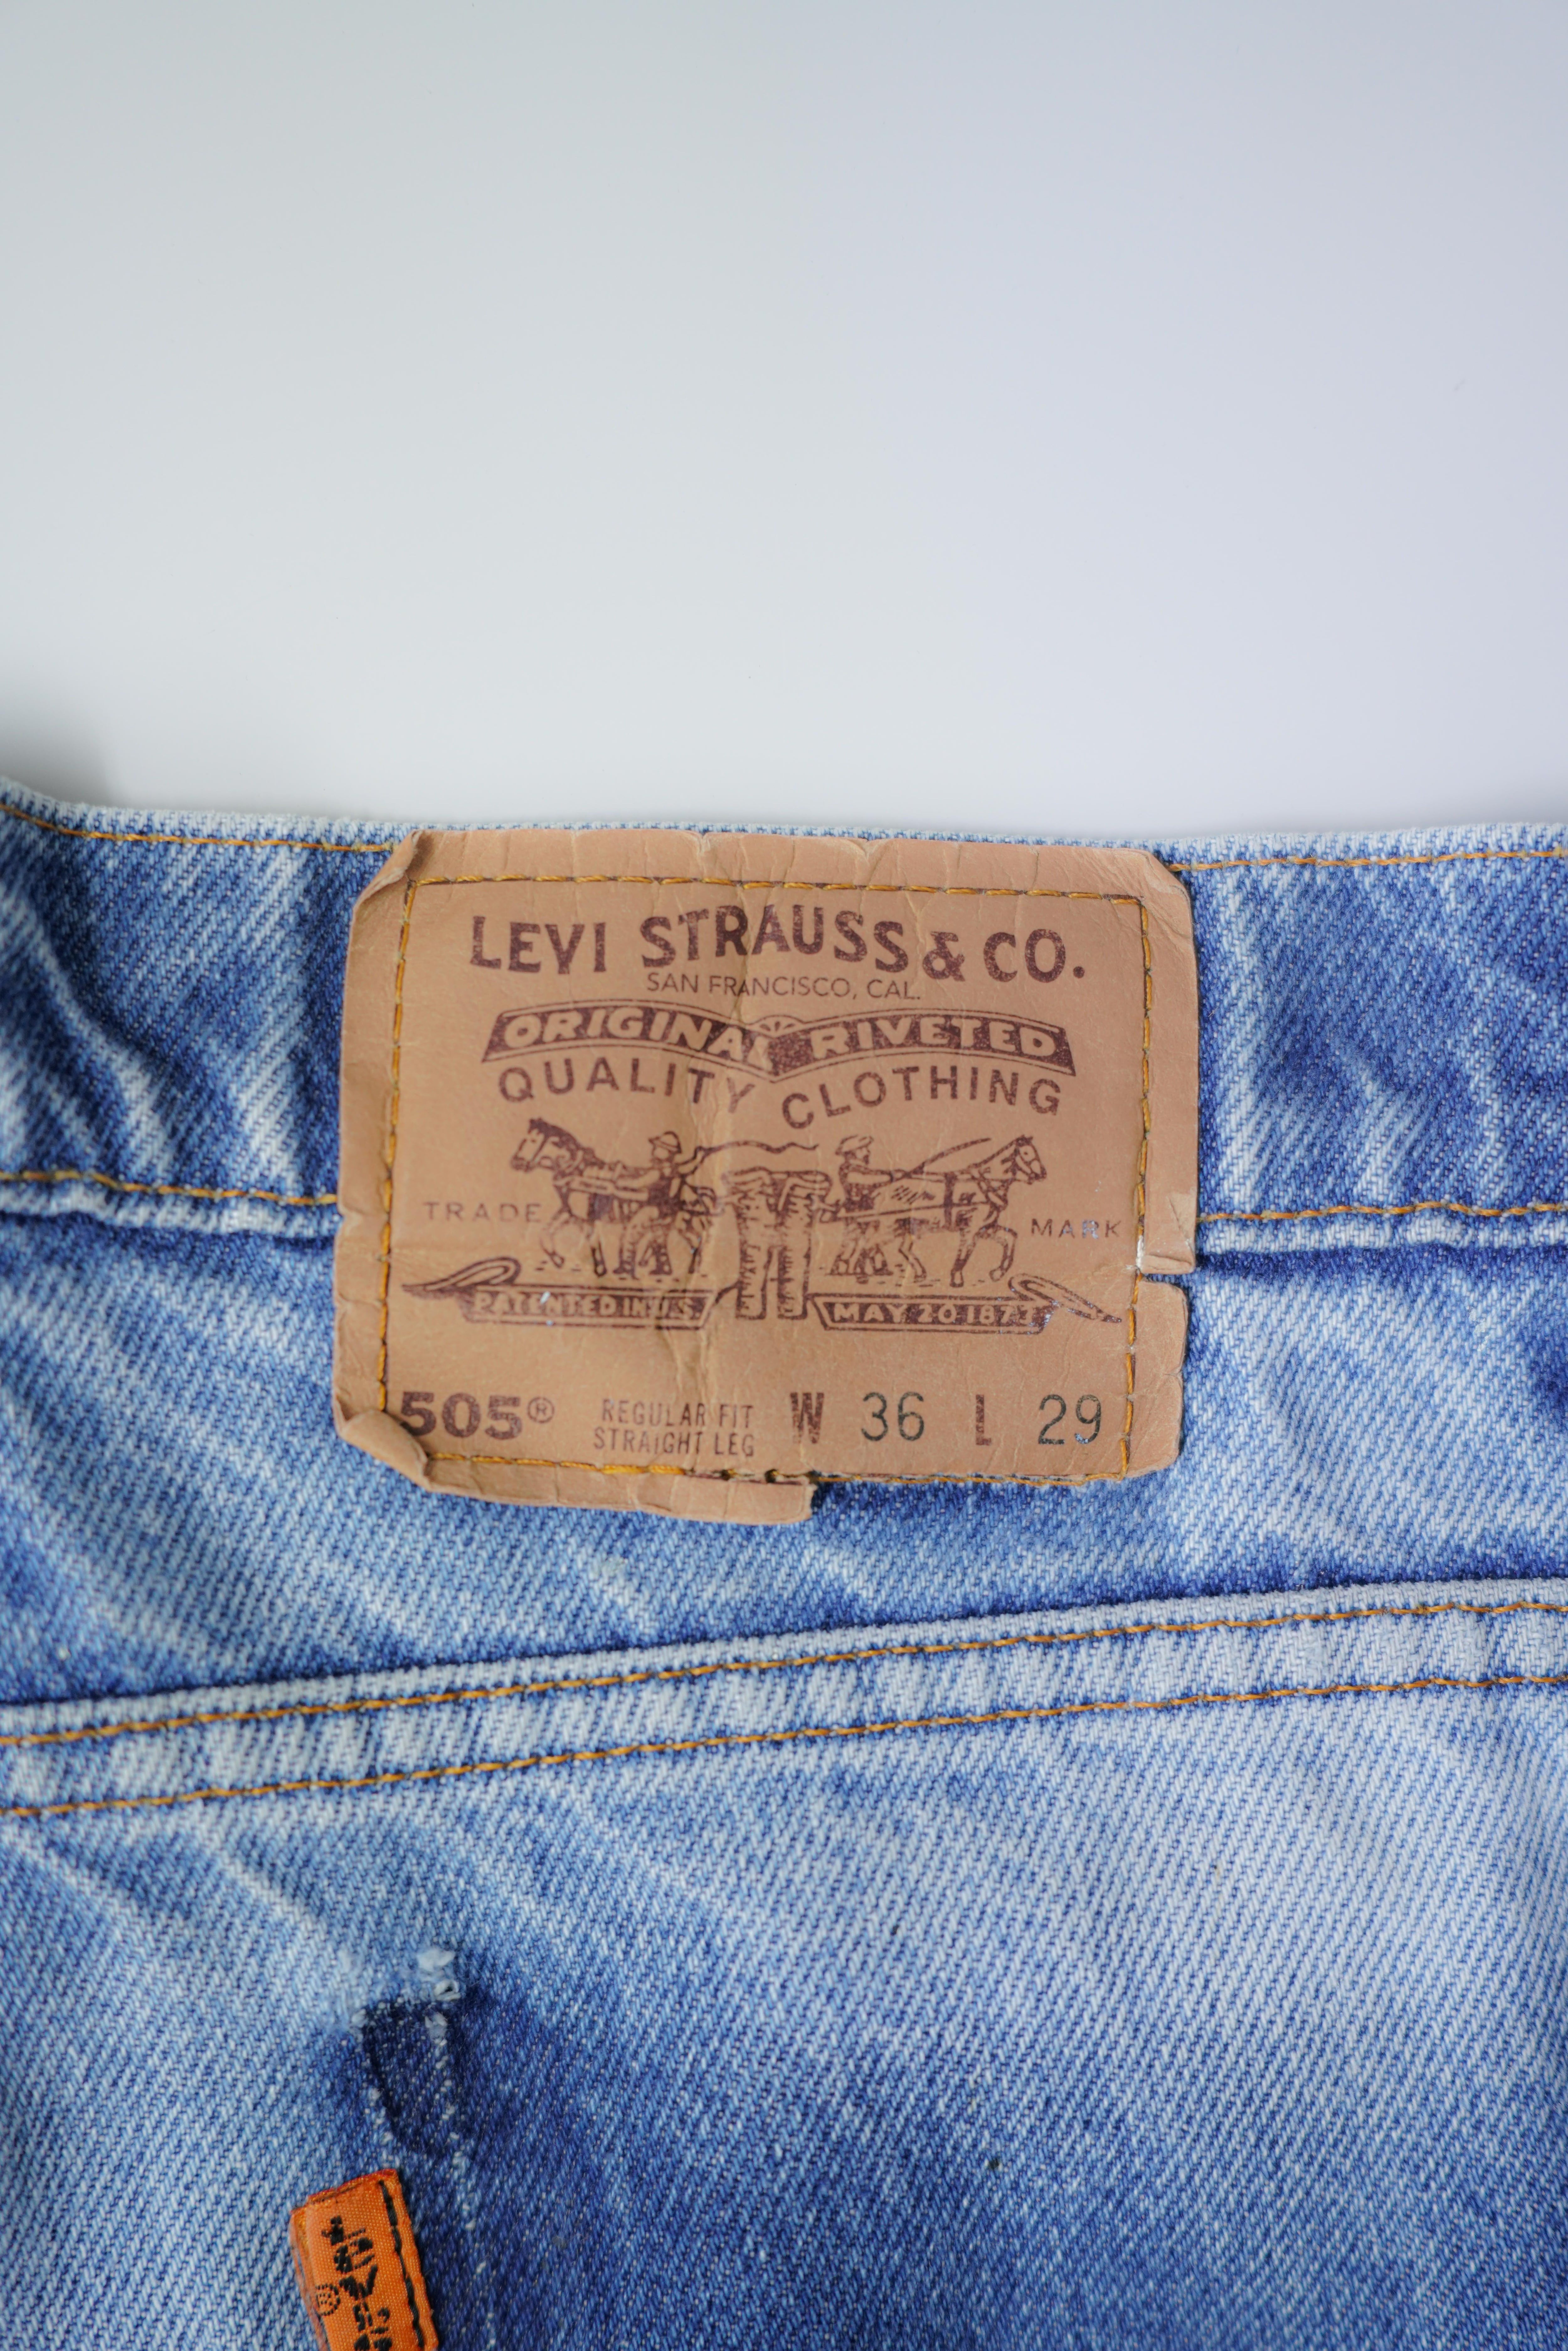 LEVI STRAUSS & CO.
SAN FRANCISCO, CAL.
ORIGINAL RIVETED
QUALITY CLOTHING
TRADE MARK
PATENTED IN U.S. MAY 20 1873
505® REGULAR FIT W 36 L 29
STRAIGHT LEG
Levi's
®